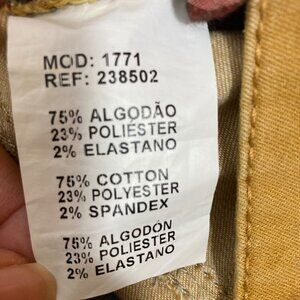 MOD: 1771
REF: 238502
75% ALGODÃO
23% POLIÉSTER
2% ELASTANO
75% COTTON
23% POLYESTER
2% SPANDEX
75% ALGODÓN
23% POLIESTER
2% ELASTANO